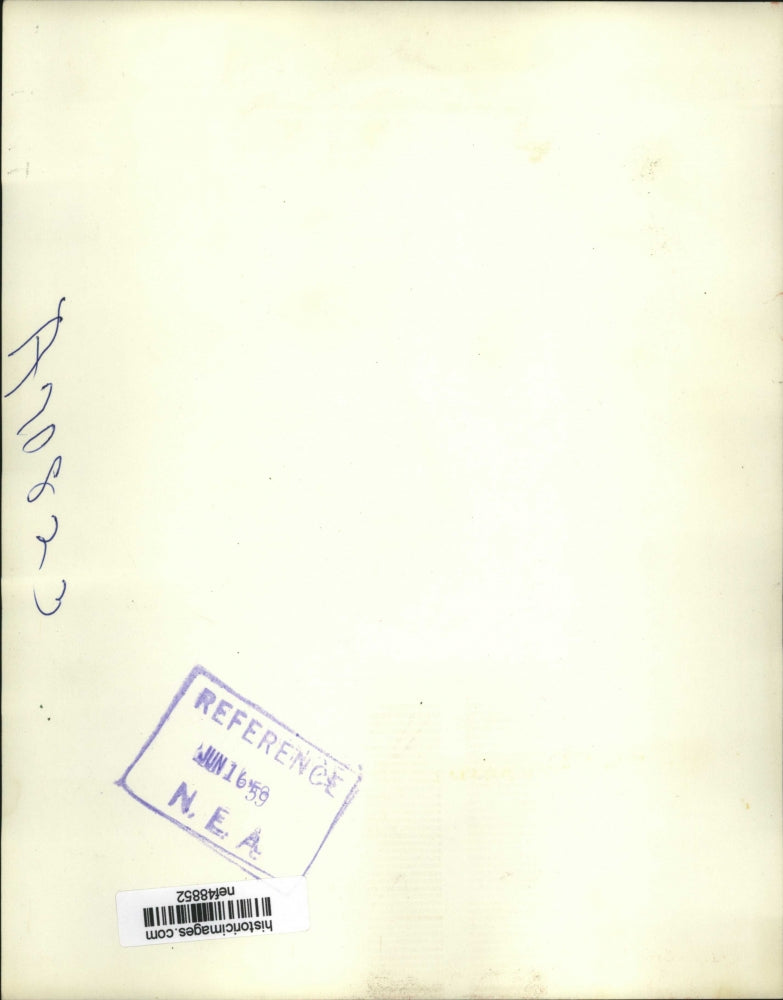 REFERENCE
JUN 16 '59
N. E. A.
historicimages.com
nef48852